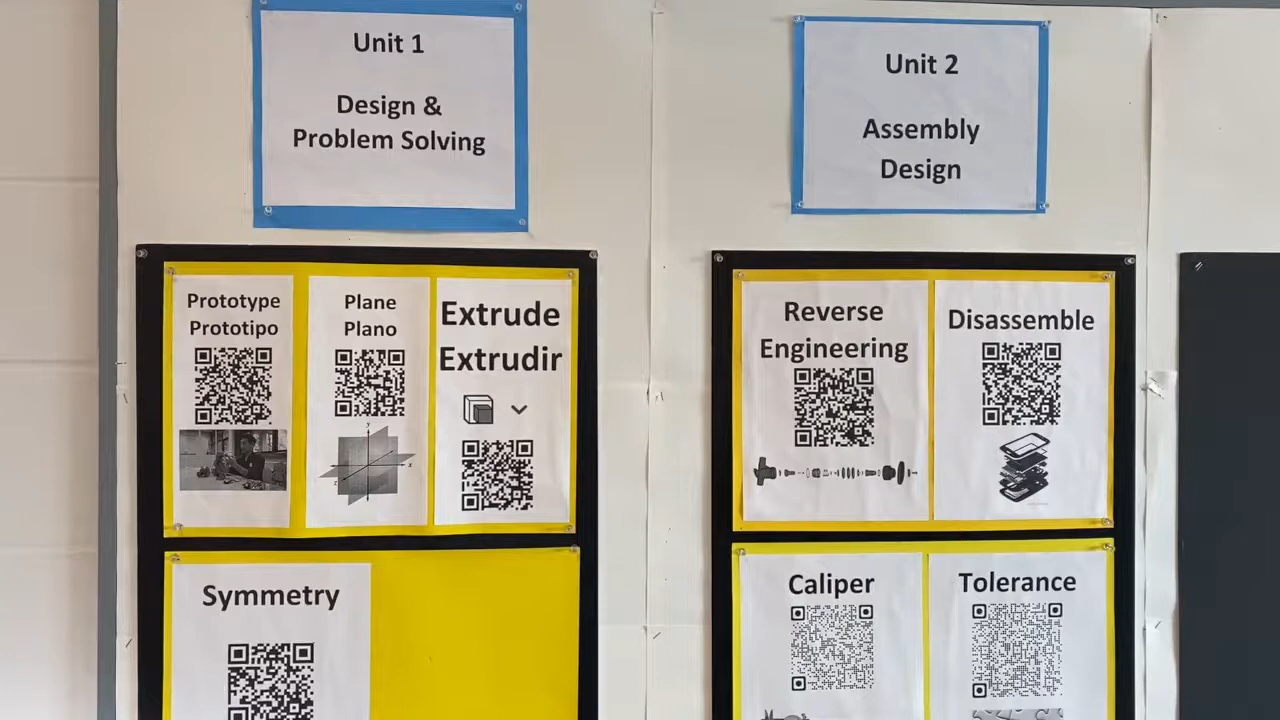 Unit 1
Design &
Problem Solving
Unit 2
Assembly
Design
Prototype
Prototipo
Plane
Plano
Extrude
Extrudir
Reverse
Engineering
Disassemble
Symmetry
Caliper
Tolerance